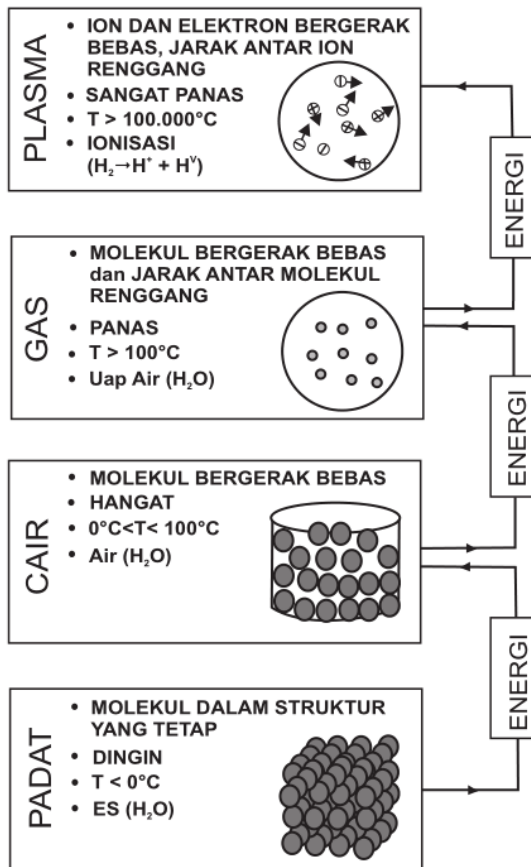 PLASMA
• ION DAN ELEKTRON BERGERAK
BEBAS, JARAK ANTAR ION
RENGGANG
• SANGAT PANAS
• T > 100.000°C
• IONISASI
(H₂→H⁺ + Hⱽ)
ENERGI
GAS
• MOLEKUL BERGERAK BEBAS
dan JARAK ANTAR MOLEKUL
RENGGANG
• PANAS
• T > 100°C
• Uap Air (H₂O)
ENERGI
CAIR
• MOLEKUL BERGERAK BEBAS
• HANGAT
• 0°C<T< 100°C
• Air (H₂O)
ENERGI
PADAT
• MOLEKUL DALAM STRUKTUR
YANG TETAP
• DINGIN
• T < 0°C
• ES (H₂O)